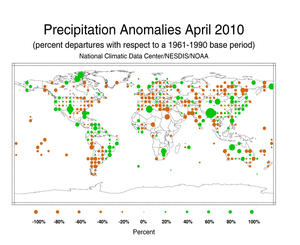 Precipitation Anomalies April 2010
(percent departures with respect to a 1961-1990 base period)
National Climatic Data Center/NESDIS/NOAA
-100% -80% -60% -40% -20% 0% 20% 40% 60% 80% 100%
Percent